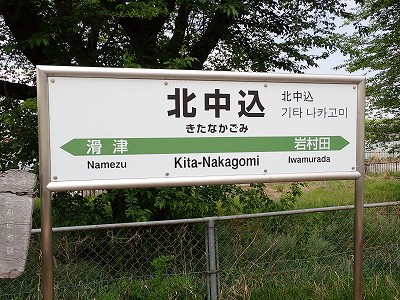 北中込
きたなかごみ
北中込
기타 나카고미
滑津
岩村田
Namezu
Kita-Nakagomi
Iwamurada